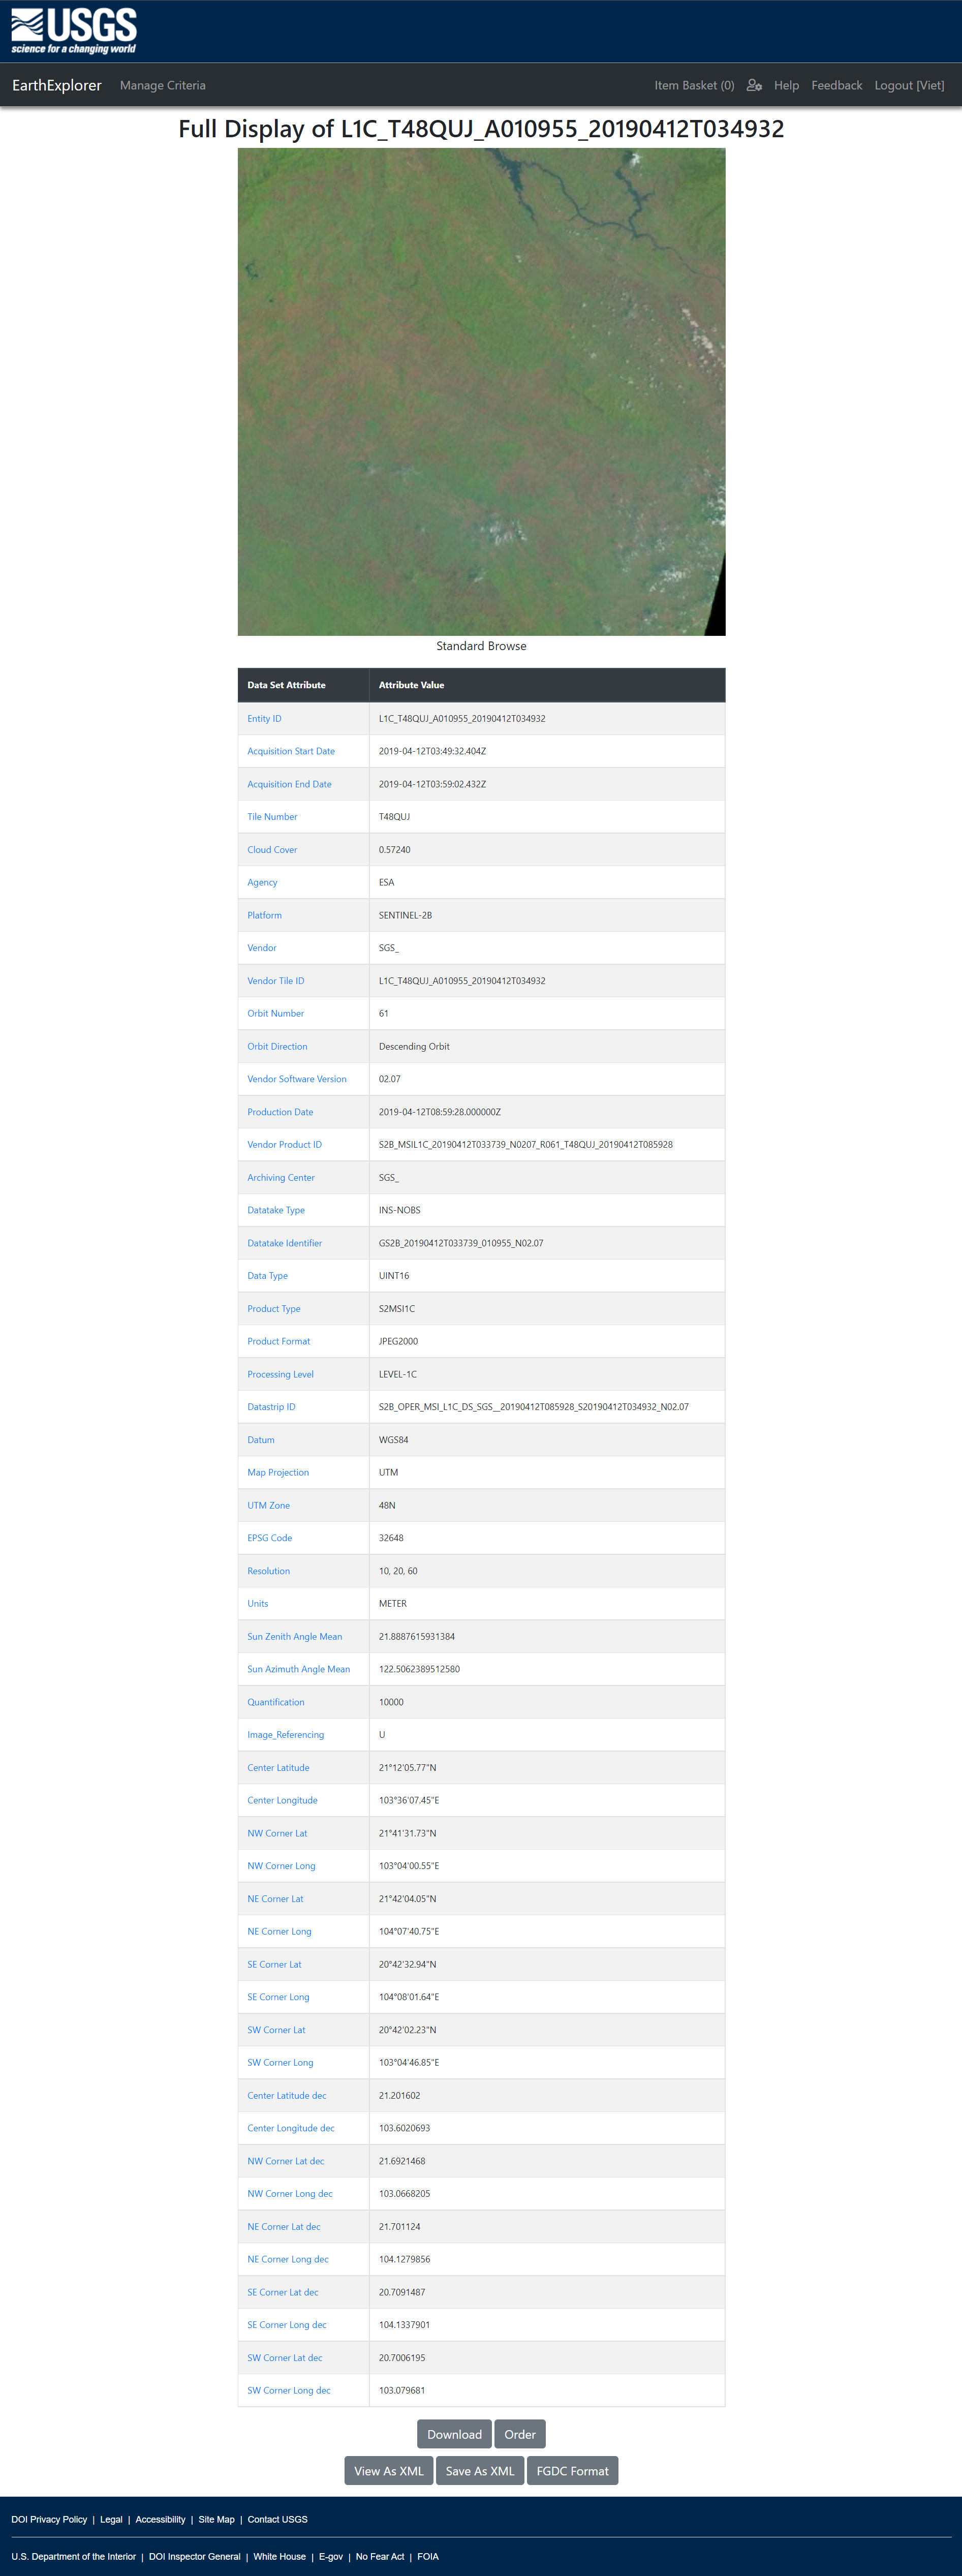 USGS
science for a changing world
EarthExplorer Manage Criteria Item Basket (0) Help Feedback Logout [Viet]
Full Display of L1C_T48QUJ_A010955_20190412T034932
Standard Browse
Data Set Attribute Attribute Value
Entity ID L1C_T48QUJ_A010955_20190412T034932
Acquisition Start Date 2019-04-12T03:49:32.404Z
Acquisition End Date 2019-04-12T03:59:02.432Z
Tile Number T48QUJ
Cloud Cover 0.57240
Agency ESA
Platform SENTINEL-2B
Vendor SGS_
Vendor Tile ID L1C_T48QUJ_A010955_20190412T034932
Orbit Number 61
Orbit Direction Descending Orbit
Vendor Software Version 02.07
Production Date 2019-04-12T08:59:28.000000Z
Vendor Product ID S2B_MSIL1C_20190412T033739_N0207_R061_T48QUJ_20190412T085928
Archiving Center SGS_
Datatake Type INS-NOBS
Datatake Identifier GS2B_20190412T033739_010955_N02.07
Data Type UINT16
Product Type S2MSI1C
Product Format JPEG2000
Processing Level LEVEL-1C
Datastrip ID S2B_OPER_MSI_L1C_DS_SGS__20190412T085928_S20190412T034932_N02.07
Datum WGS84
Map Projection UTM
UTM Zone 48N
EPSG Code 32648
Resolution 10, 20, 60
Units METER
Sun Zenith Angle Mean 21.8887615931384
Sun Azimuth Angle Mean 122.5062389512580
Quantification 10000
Image_Referencing U
Center Latitude 21°12'05.77"N
Center Longitude 103°36'07.45"E
NW Corner Lat 21°41'31.73"N
NW Corner Long 103°04'00.55"E
NE Corner Lat 21°42'04.05"N
NE Corner Long 104°07'40.75"E
SE Corner Lat 20°42'32.94"N
SE Corner Long 104°08'01.64"E
SW Corner Lat 20°42'02.23"N
SW Corner Long 103°04'46.85"E
Center Latitude dec 21.201602
Center Longitude dec 103.6020693
NW Corner Lat dec 21.6921468
NW Corner Long dec 103.0668205
NE Corner Lat dec 21.701124
NE Corner Long dec 104.1279856
SE Corner Lat dec 20.7091487
SE Corner Long dec 104.1337901
SW Corner Lat dec 20.7006195
SW Corner Long dec 103.079681
Download Order
View As XML Save As XML FGDC Format
DOI Privacy Policy | Legal | Accessibility | Site Map | Contact USGS
U.S. Department of the Interior | DOI Inspector General | White House | E-gov | No Fear Act | FOIA